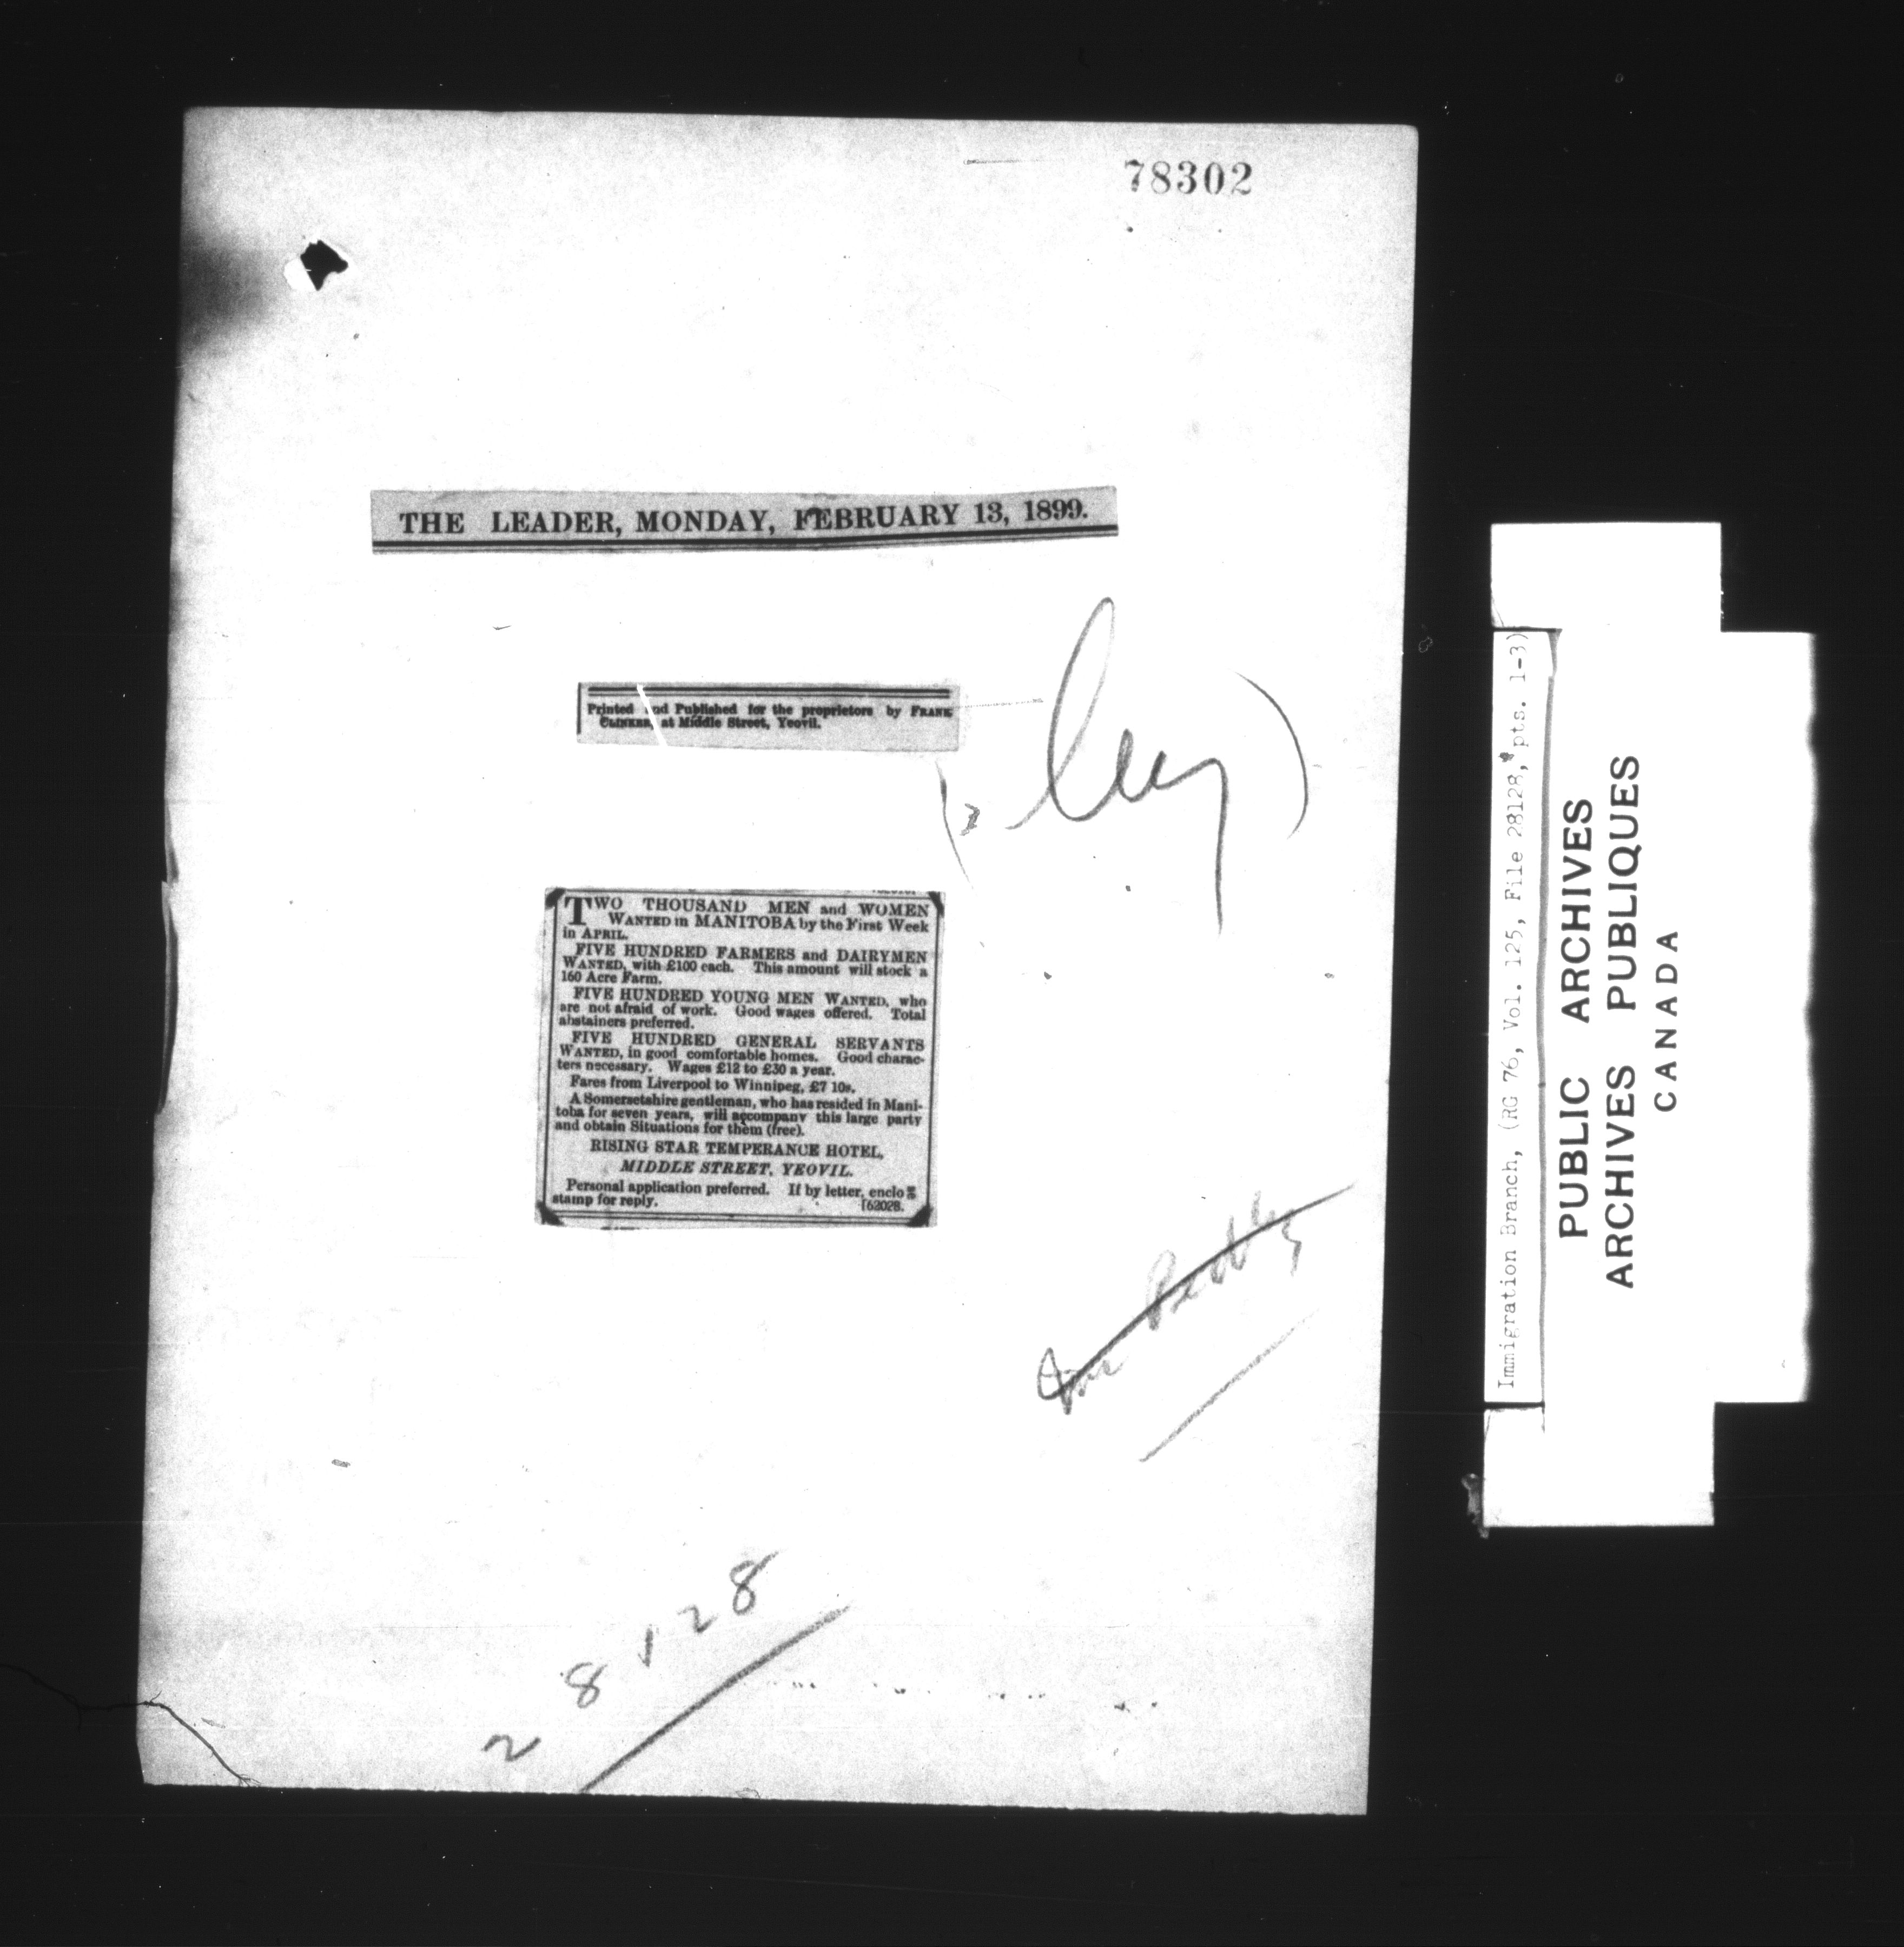 78302
THE LEADER, MONDAY, FEBRUARY 13, 1899.
Printed and Published for the proprietors by FRANK
CLINKER, at Middle Street, Yeovil.
TWO THOUSAND MEN and WOMEN
WANTED in MANITOBA by the First Week
in APRIL.
FIVE HUNDRED FARMERS and DAIRYMEN
WANTED, with £100 each. This amount will stock a
160 Acre Farm.
FIVE HUNDRED YOUNG MEN WANTED, who
are not afraid of work. Good wages offered. Total
abstainers preferred.
FIVE HUNDRED GENERAL SERVANTS
WANTED, in good comfortable homes. Good charac-
ters necessary. Wages £12 to £30 a year.
Fares from Liverpool to Winnipeg, £7 10s.
A Somersetshire gentleman, who has resided in Mani-
toba for seven years, will accompany this large party
and obtain Situations for them (free).
RISING STAR TEMPERANCE HOTEL,
MIDDLE STREET, YEOVIL.
Personal application preferred. If by letter, enclo
stamp for reply. [62028.
28128
Immigration Branch, (RG 76, Vol. 125, File 28128, pts. 1-3)
PUBLIC ARCHIVES
ARCHIVES PUBLIQUES
CANADA